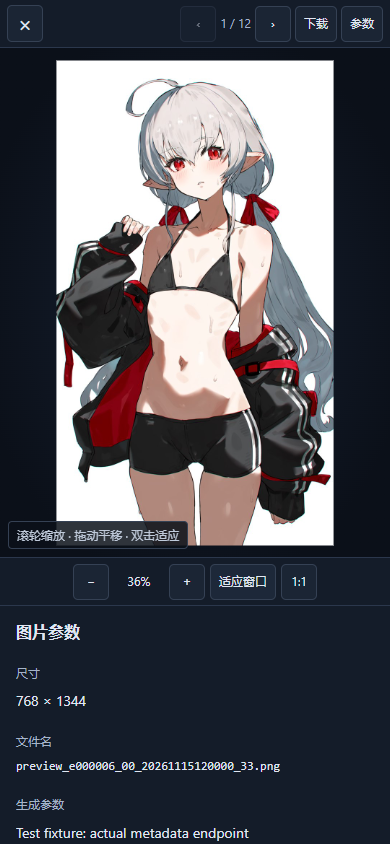 ✕ ‹ 1 / 12 › 下载 参数
滚轮缩放 · 拖动平移 · 双击适应
− 36% + 适应窗口 1:1
图片参数
尺寸
768 × 1344
文件名
preview_e000006_00_20261115120000_33.png
生成参数
Test fixture: actual metadata endpoint